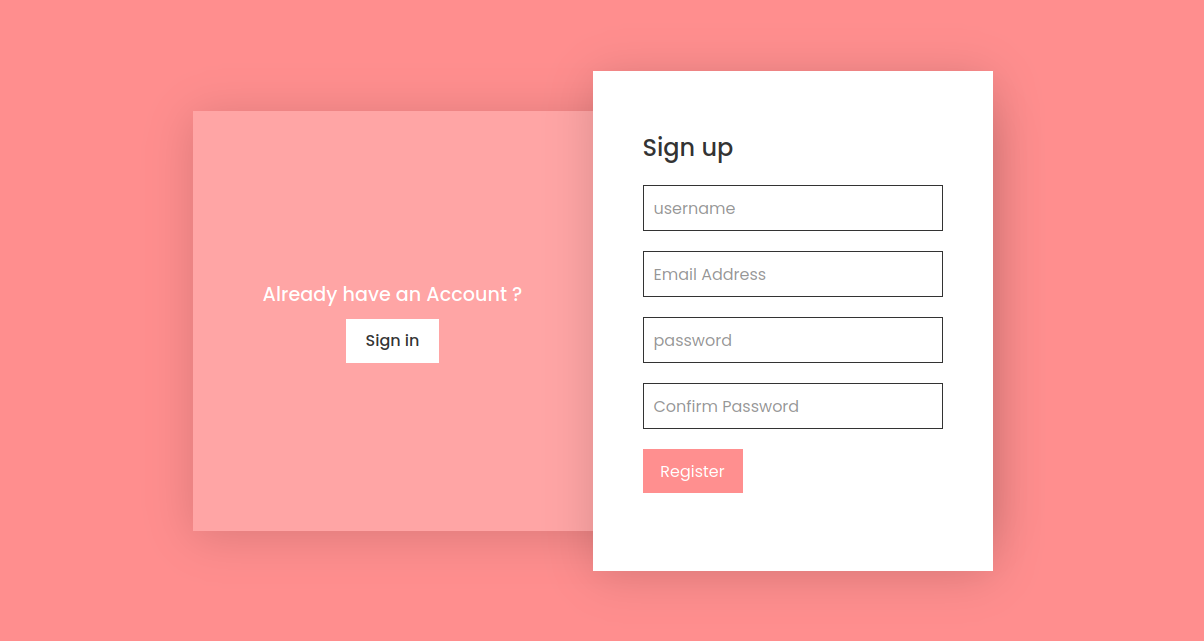 Already have an Account ?
Sign in
Sign up
username
Email Address
password
Confirm Password
Register